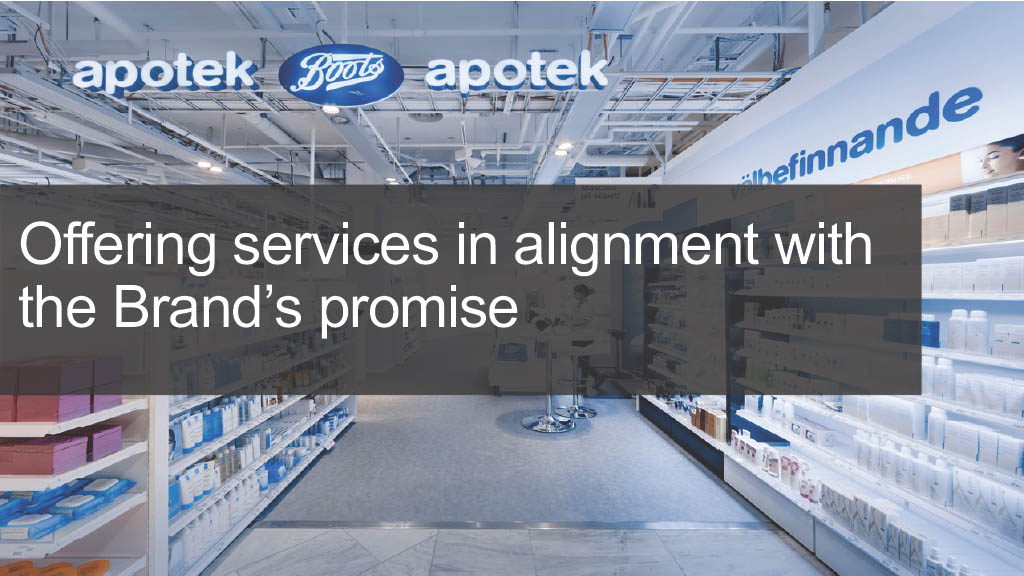 apotek Boots apotek
välbefinnande
Offering services in alignment with
the Brand’s promise